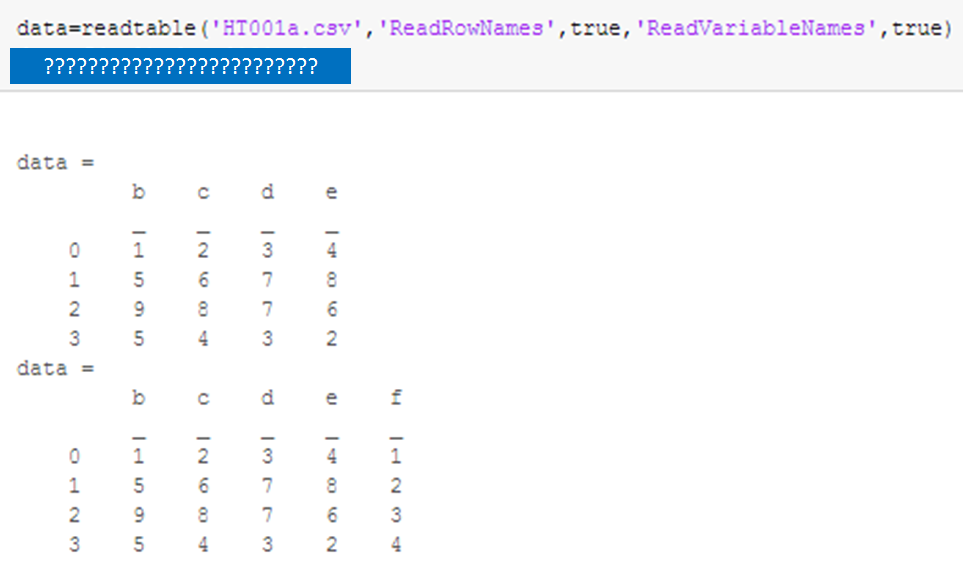 data=readtable('HT001a.csv','ReadRowNames',true,'ReadVariableNames',true)
?????????????????????????
data =
b c d e
_ _ _ _
0 1 2 3 4
1 5 6 7 8
2 9 8 7 6
3 5 4 3 2
data =
b c d e f
_ _ _ _ _
0 1 2 3 4 1
1 5 6 7 8 2
2 9 8 7 6 3
3 5 4 3 2 4